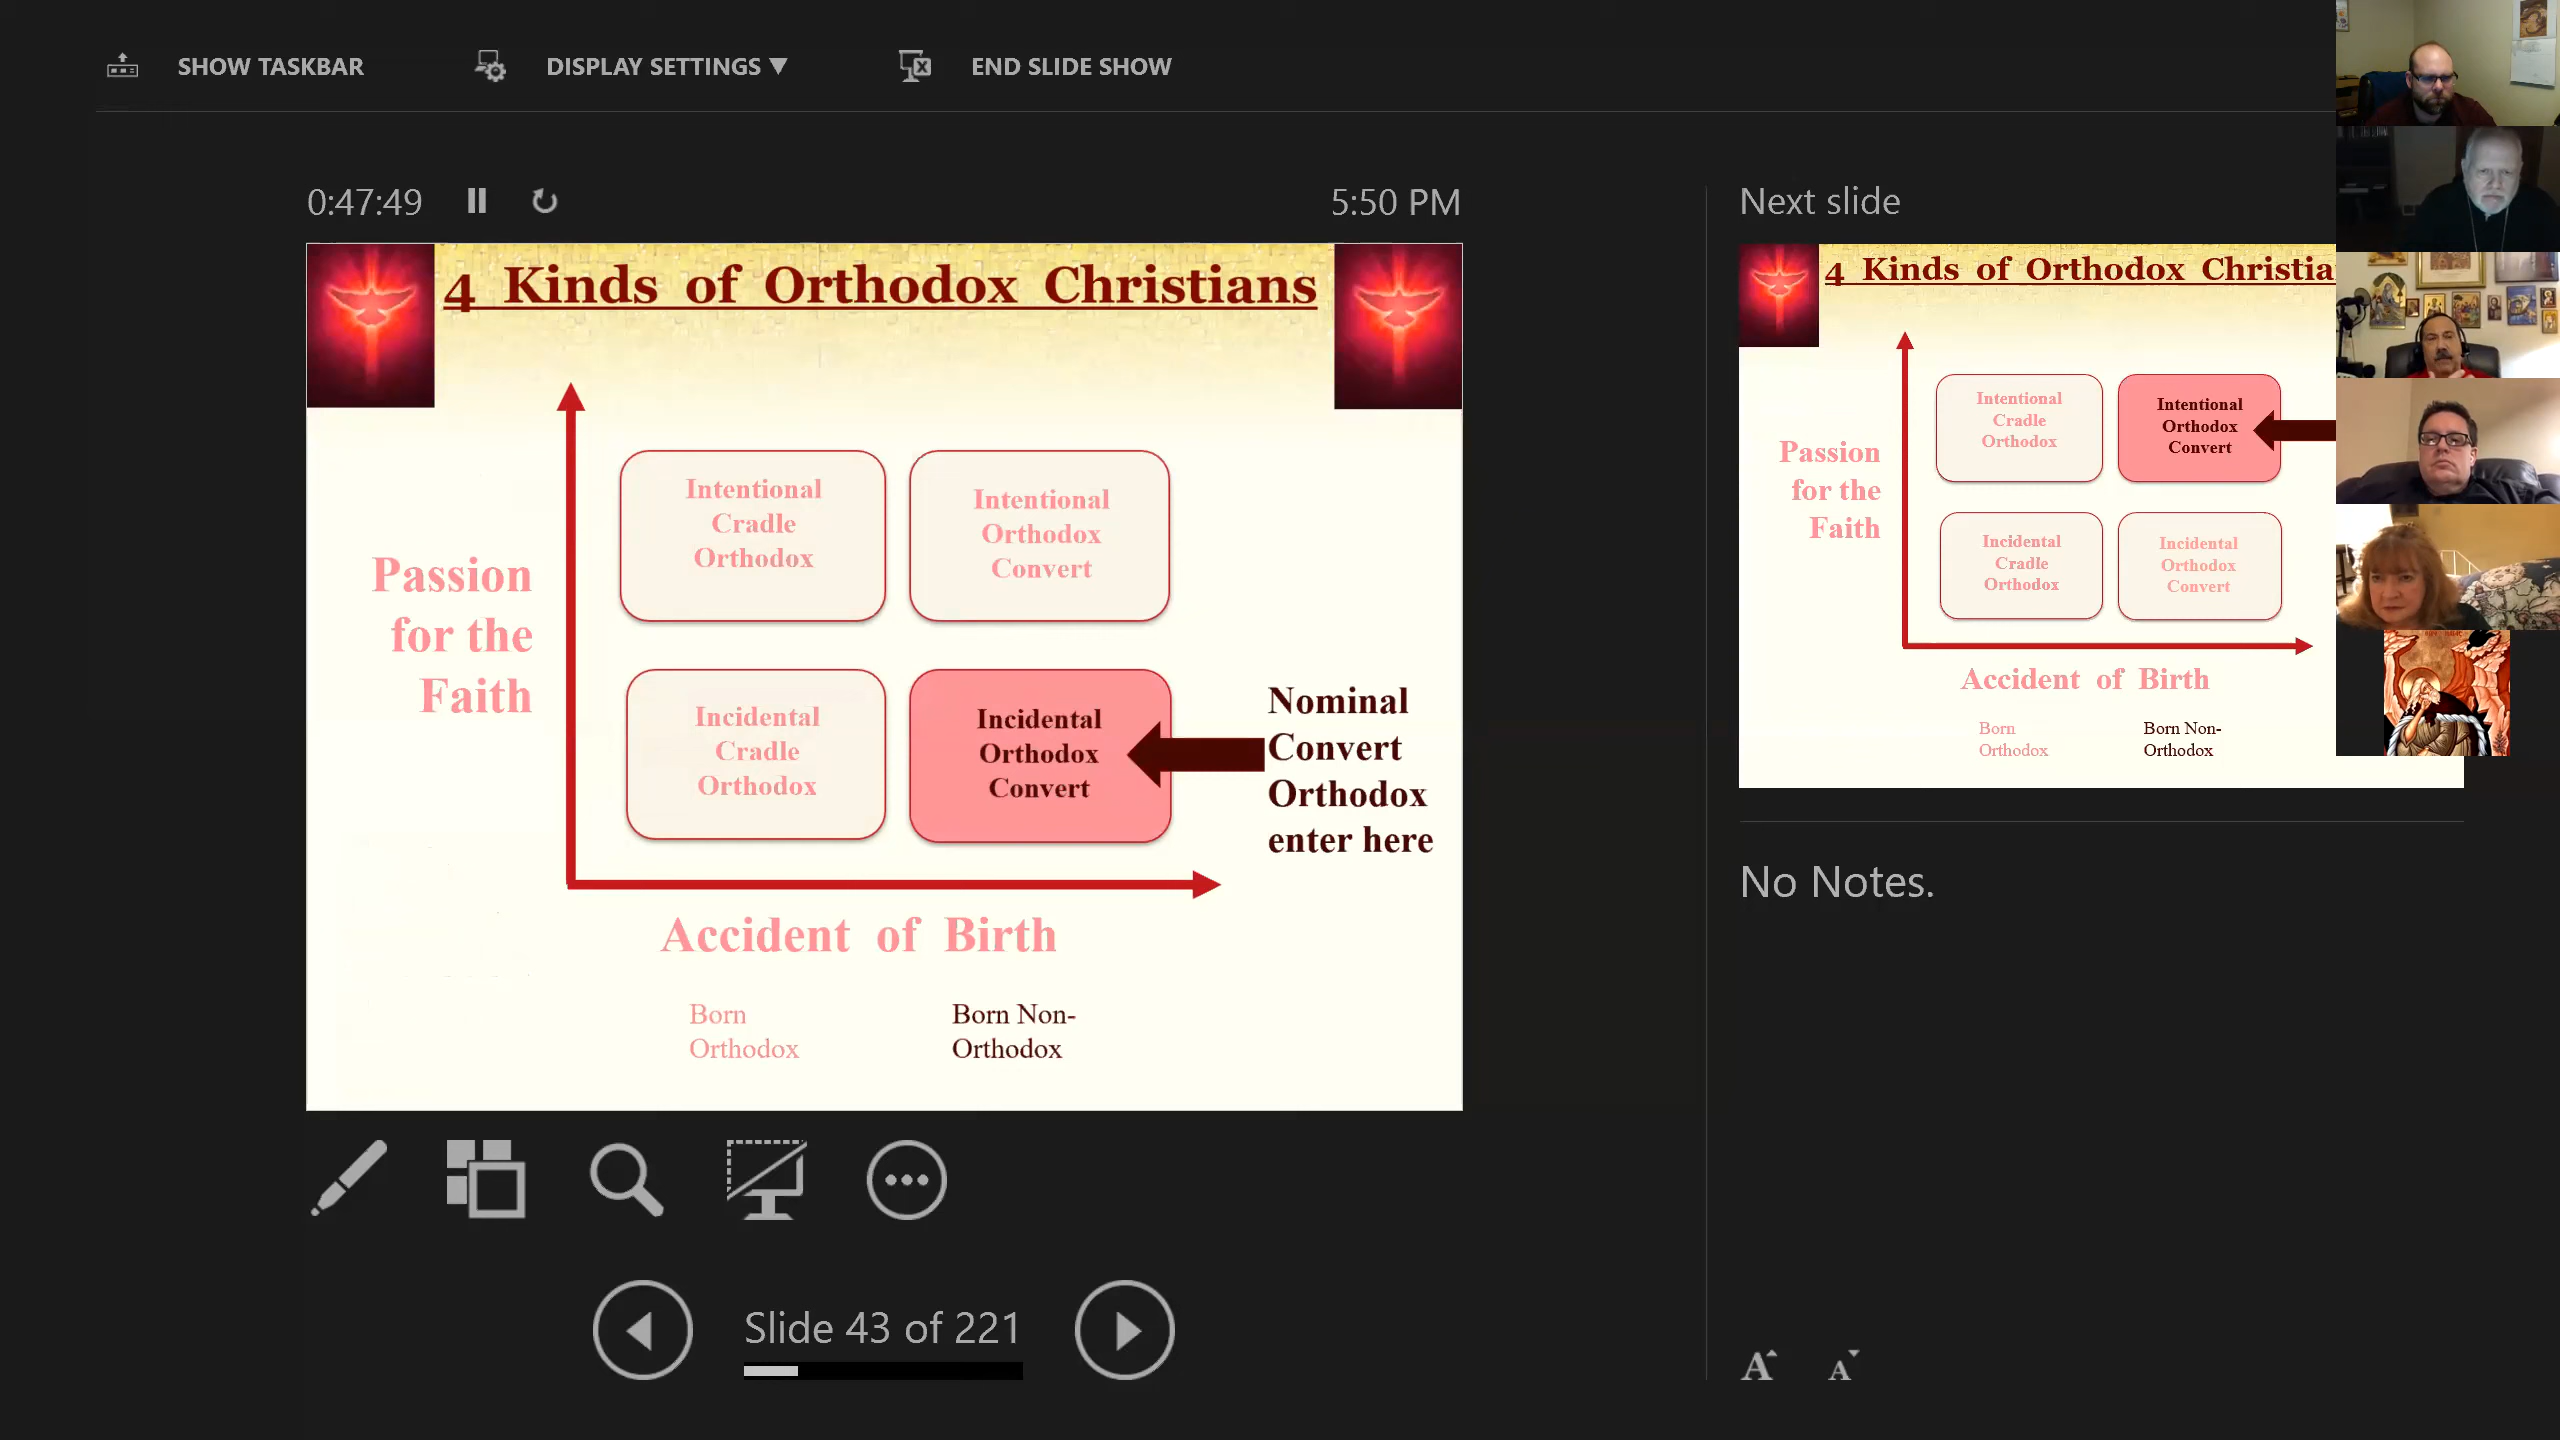 SHOW TASKBAR
DISPLAY SETTINGS ▼
END SLIDE SHOW
0:47:49
5:50 PM
4 Kinds of Orthodox Christians
Passion
for the
Faith
Intentional
Cradle
Orthodox
Intentional
Orthodox
Convert
Incidental
Cradle
Orthodox
Incidental
Orthodox
Convert
Nominal
Convert
Orthodox
enter here
Accident of Birth
Born
Orthodox
Born Non-
Orthodox
Slide 43 of 221
Next slide
4 Kinds of Orthodox Christia
Passion
for the
Faith
Intentional
Cradle
Orthodox
Intentional
Orthodox
Convert
Incidental
Cradle
Orthodox
Incidental
Orthodox
Convert
Accident of Birth
Born
Orthodox
Born Non-
Orthodox
No Notes.
A
A